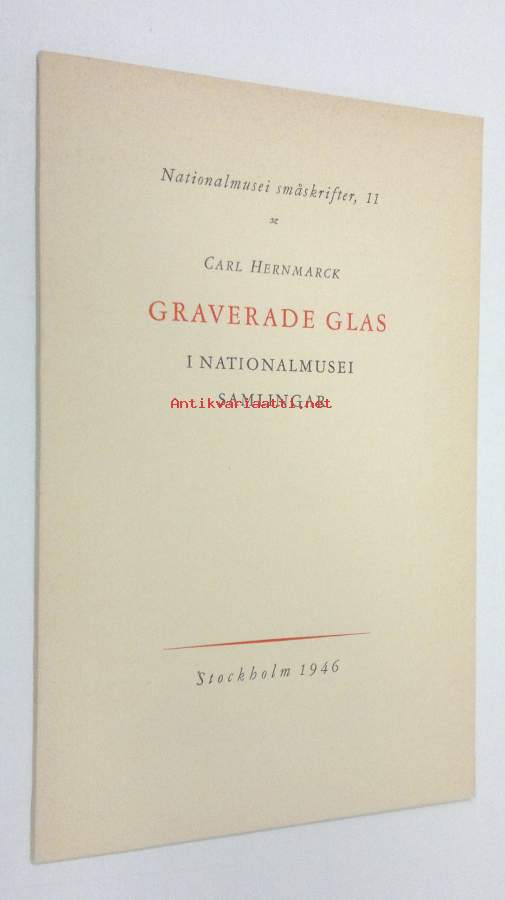 Nationalmusei småskrifter, 11
CARL HERNMARCK
GRAVERADE GLAS
I NATIONALMUSEI
SAMLINGAR
Antikvariaatti.net
Stockholm 1946